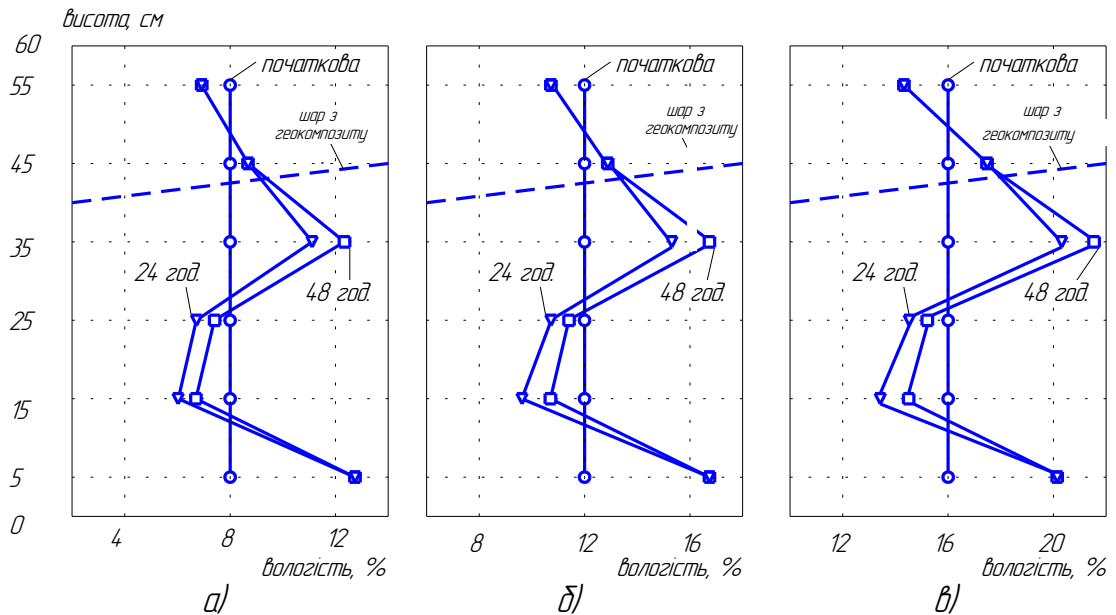 висота, см
60
55
45
35
25
15
5
0
початкова
шар з
геокомпозиту
24 год.
48 год.
4
8
12
вологість, %
а)
початкова
шар з
геокомпозиту
24 год.
48 год.
8
12
16
вологість, %
б)
початкова
шар з
геокомпозиту
24 год.
48 год.
12
16
20
вологість, %
в)